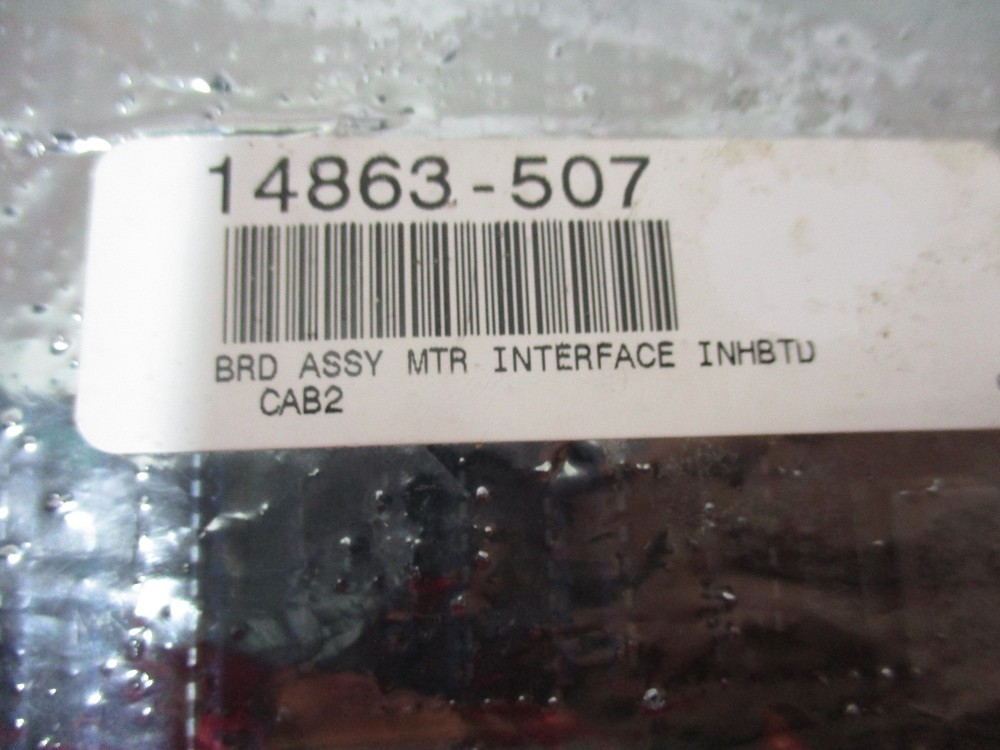 14863-507
BRD ASSY MTR INTERFACE INHBTD
CAB2